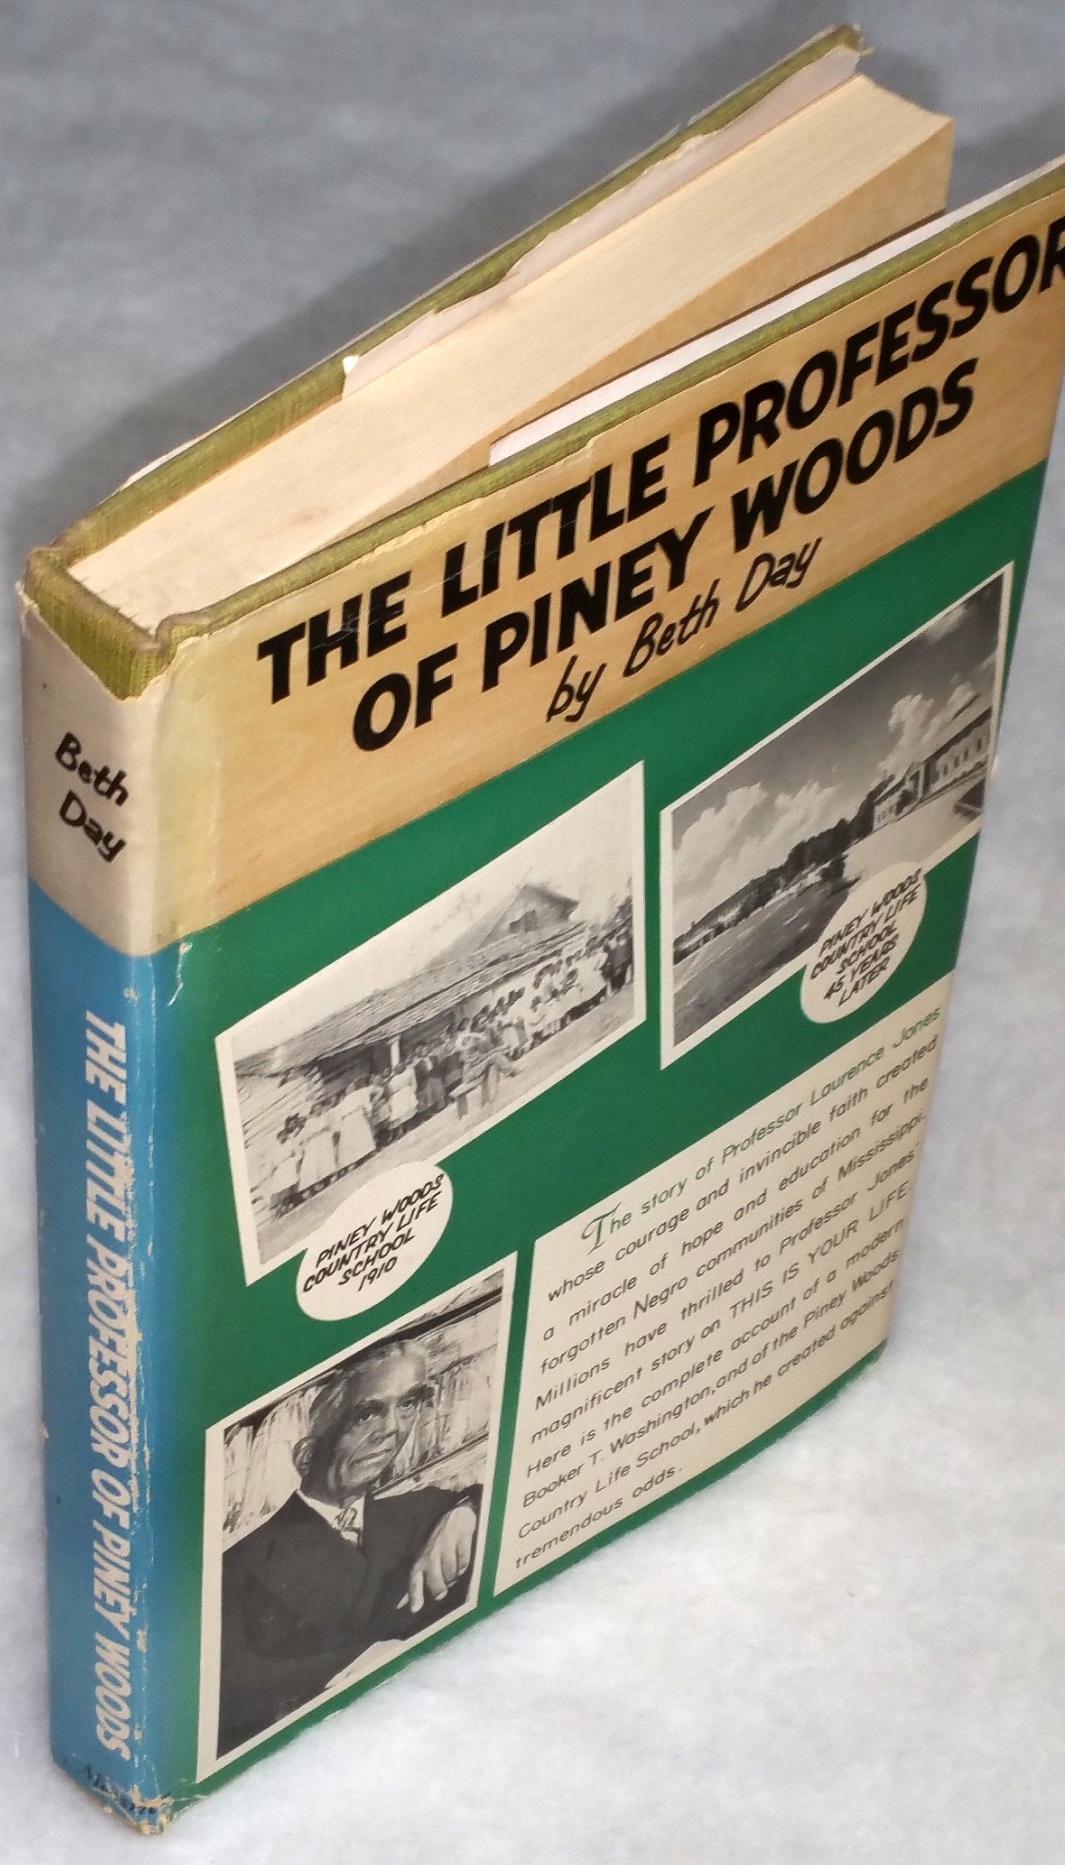 THE LITTLE PROFESSOR
OF PINEY WOODS
by Beth Day
Beth
Day
THE LITTLE PROFESSOR OF PINEY WOODS
PINEY WOODS
COUNTRY LIFE
SCHOOL
1910
PINEY WOODS
COUNTRY LIFE
SCHOOL
45 YEARS
LATER
The story of Professor Laurence Jones
whose courage and invincible faith created
a miracle of hope and education for the
forgotten Negro communities of Mississippi.
Millions have thrilled to Professor Jones'
magnificent story on THIS IS YOUR LIFE.
Here is the complete account of a modern
Booker T. Washington, and of the Piney Woods
Country Life School, which he created against
tremendous odds.